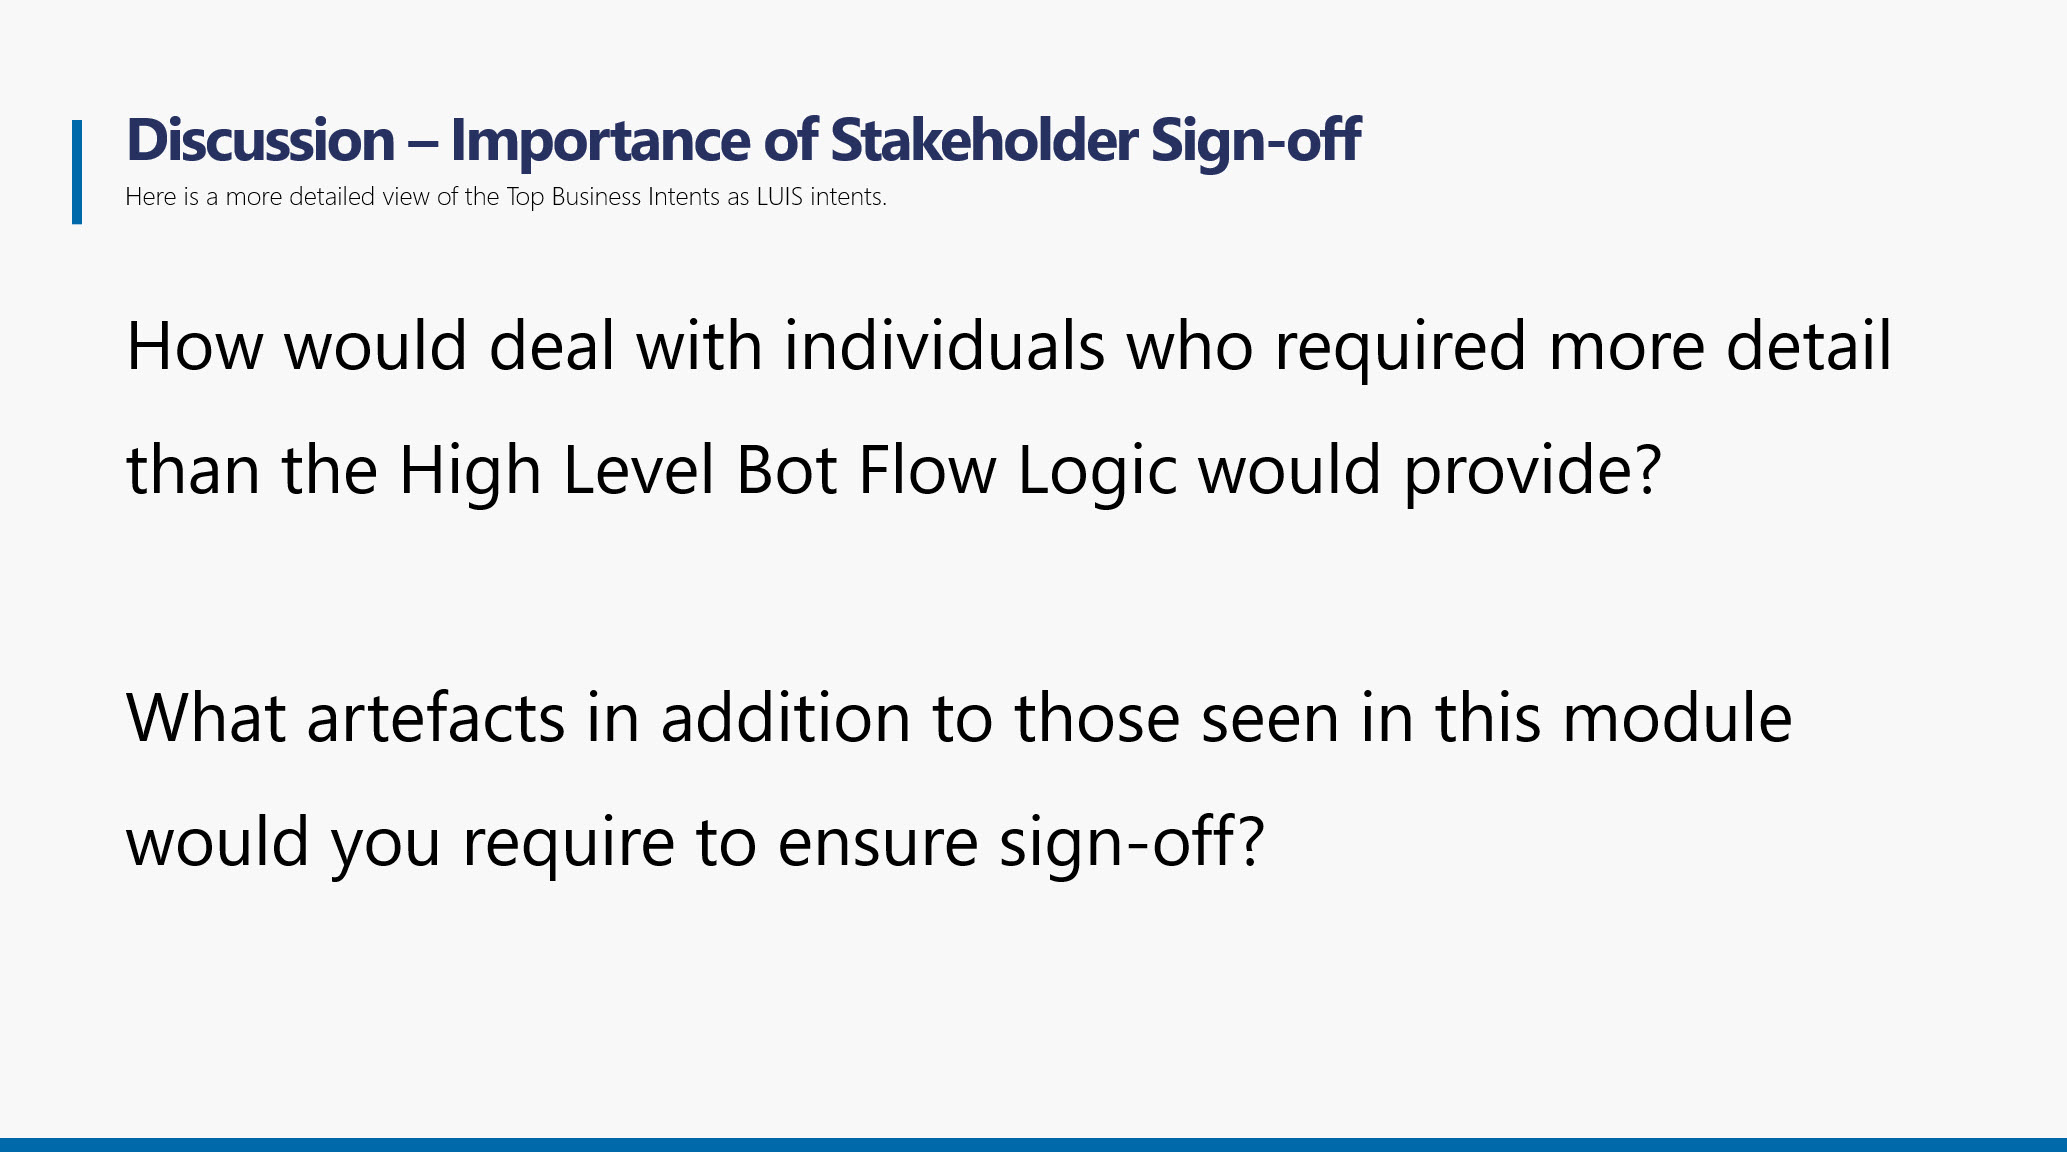 Discussion – Importance of Stakeholder Sign-off
Here is a more detailed view of the Top Business Intents as LUIS intents.
How would deal with individuals who required more detail
than the High Level Bot Flow Logic would provide?
What artefacts in addition to those seen in this module
would you require to ensure sign-off?